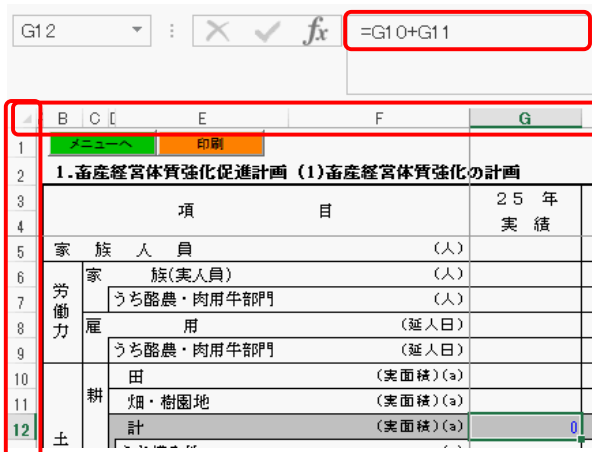 G12 fx =G10+G11
B C D E F G
1 メニューへ 印刷
2 1.畜産経営体質強化促進計画 (1)畜産経営体質強化の計画
3 項 目 25 年
4 実 績
5 家 族 人 員 (人)
6 家 族(実人員) (人)
7 うち酪農・肉用牛部門 (人)
労働力
8 雇 用 (延人日)
9 うち酪農・肉用牛部門 (延人日)
10 田 (実面積)(a)
11 耕 畑・樹園地 (実面積)(a)
12 土 計 (実面積)(a) 0